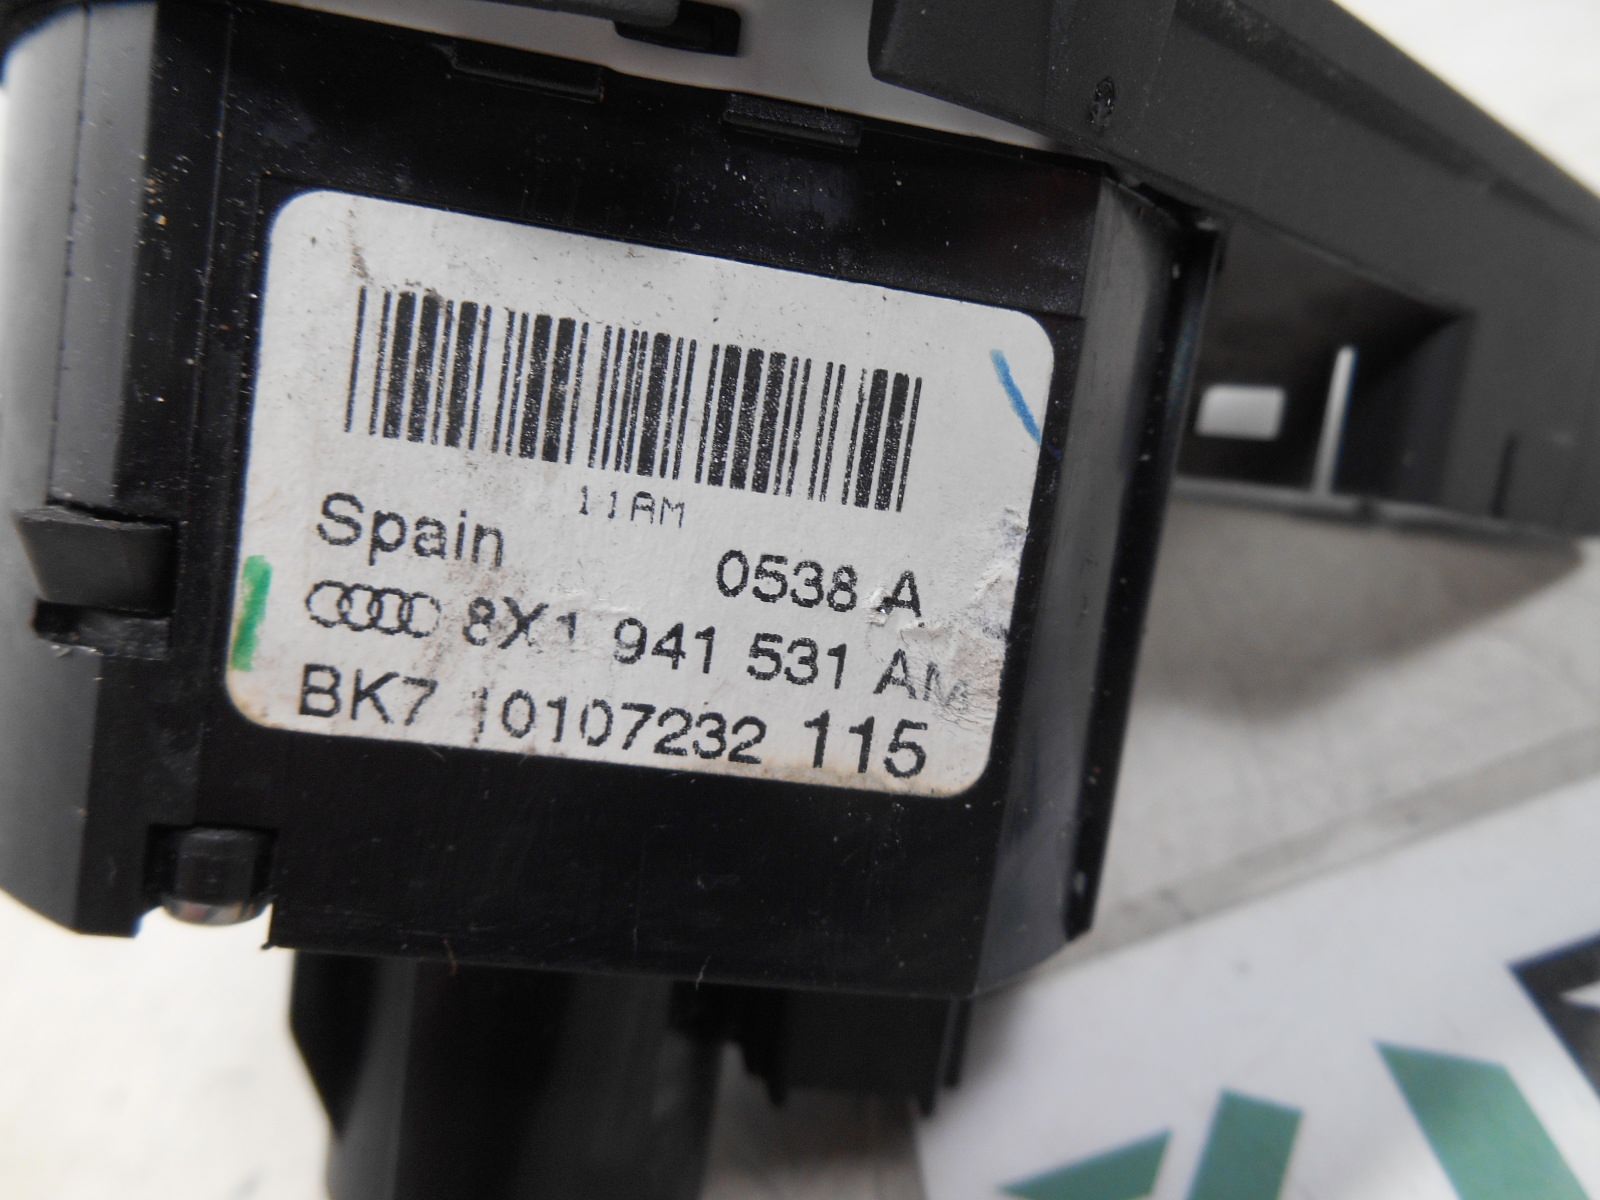 11AM
Spain
0538 A
8X1 941 531 AM
BK7 10107232 115